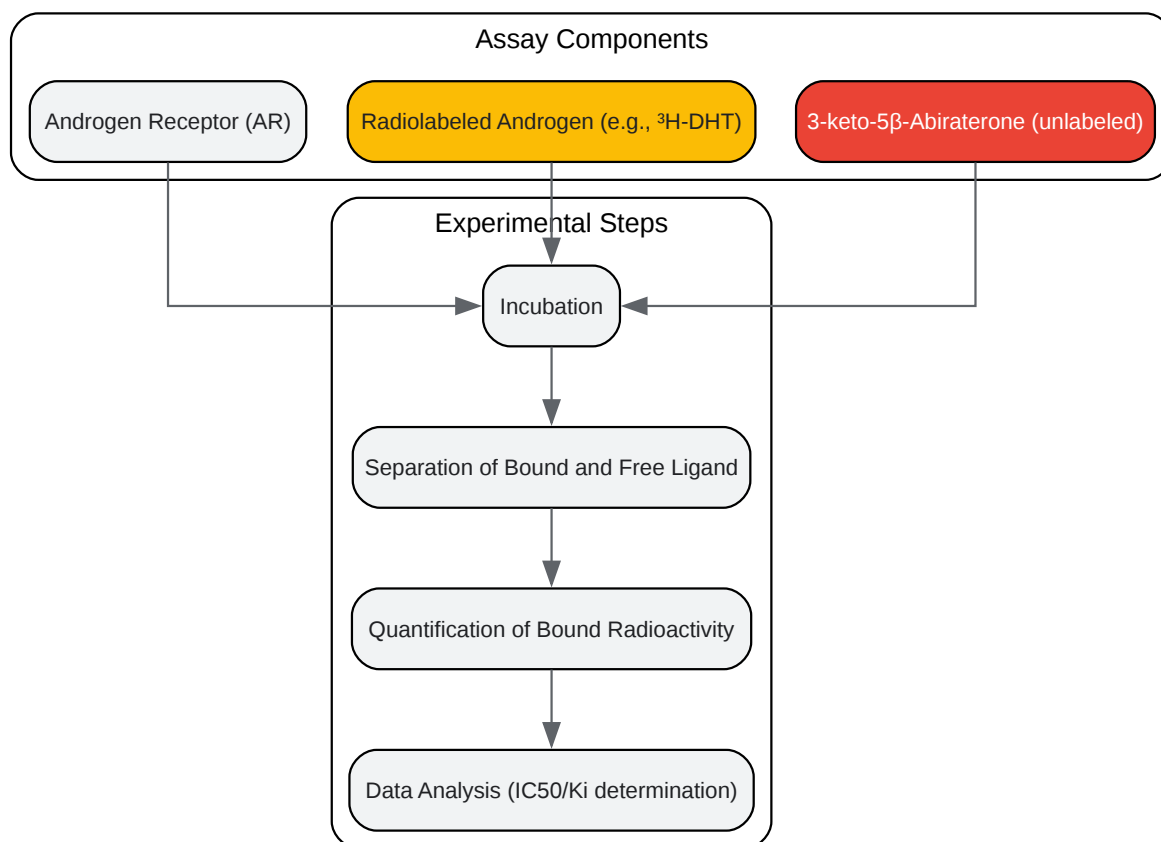 Assay Components
Androgen Receptor (AR)
Radiolabeled Androgen (e.g., ³H-DHT)
3-keto-5β-Abiraterone (unlabeled)
Experimental Steps
Incubation
Separation of Bound and Free Ligand
Quantification of Bound Radioactivity
Data Analysis (IC50/Ki determination)